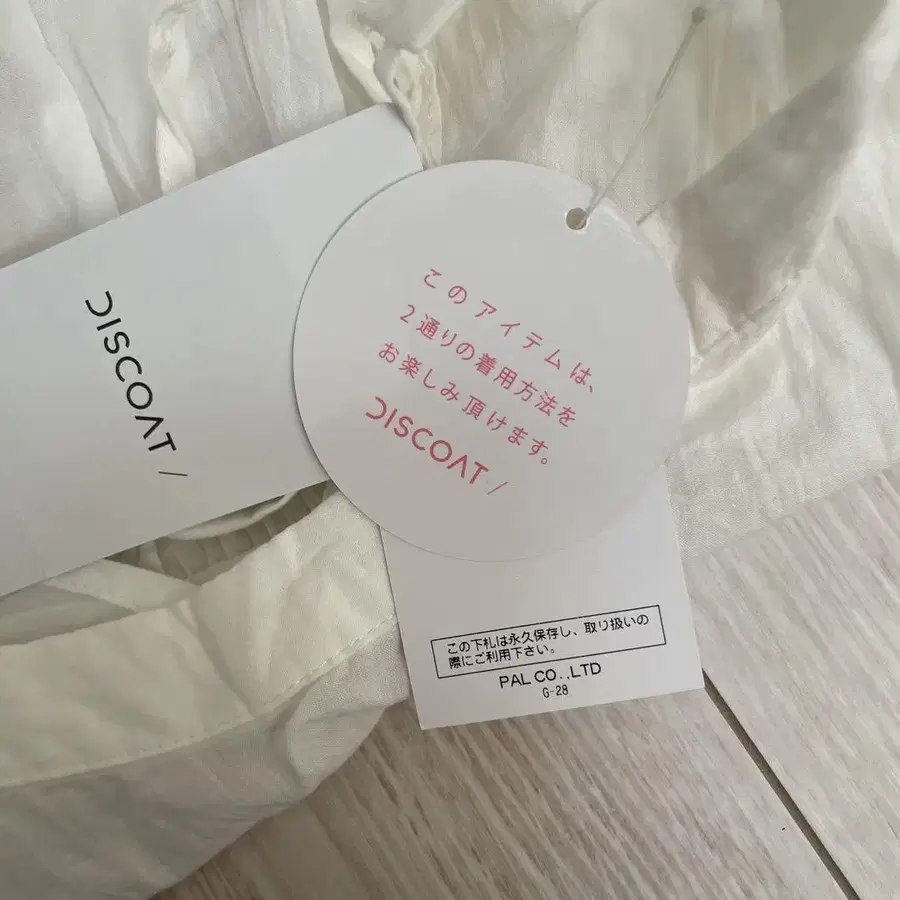 DISCOAT /
このアイテムは、
2通りの着用方法を
お楽しみ頂けます。
DISCOAT /
この下札は永久保存し、取り扱いの
際にご利用下さい。
PAL CO.,LTD
G-28